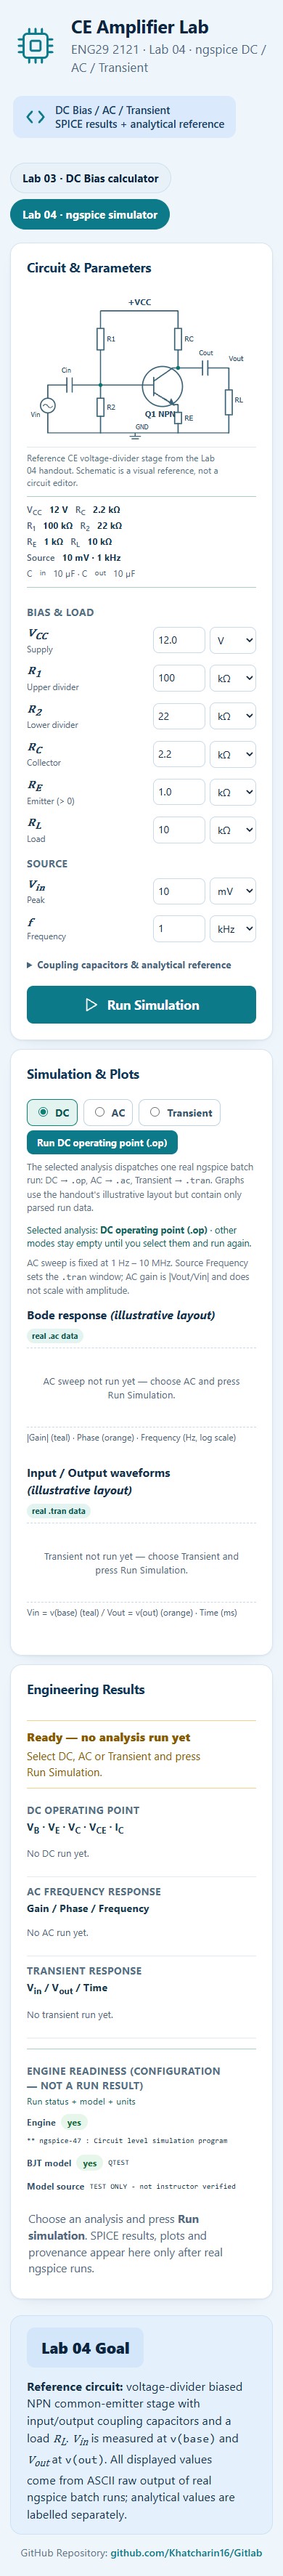 CE Amplifier Lab
ENG29 2121 · Lab 04 · ngspice DC /
AC / Transient
DC Bias / AC / Transient
SPICE results + analytical reference
Lab 03 · DC Bias calculator
Lab 04 · ngspice simulator
Circuit & Parameters
+VCC
R1
RC
Cout
Vout
Cin
Q1 NPN
RL
Vin
R2
RE
GND
Reference CE voltage-divider stage from the Lab
04 handout. Schematic is a visual reference, not a
circuit editor.
VCC 12 V RC 2.2 kΩ
R1 100 kΩ R2 22 kΩ
RE 1 kΩ RL 10 kΩ
Source 10 mV · 1 kHz
C in 10 µF · C out 10 µF
BIAS & LOAD
VCC
Supply
12.0 V
R1
Upper divider
100 kΩ
R2
Lower divider
22 kΩ
RC
Collector
2.2 kΩ
RE
Emitter (> 0)
1.0 kΩ
RL
Load
10 kΩ
SOURCE
Vin
Peak
10 mV
f
Frequency
1 kHz
▸ Coupling capacitors & analytical reference
Run Simulation
Simulation & Plots
DC AC Transient
Run DC operating point (.op)
The selected analysis dispatches one real ngspice batch
run: DC → .op, AC → .ac, Transient → .tran. Graphs
use the handout's illustrative layout but contain only
parsed run data.
Selected analysis: DC operating point (.op) · other
modes stay empty until you select them and run again.
AC sweep is fixed at 1 Hz – 10 MHz. Source Frequency
sets the .tran window; AC gain is |Vout/Vin| and does
not scale with amplitude.
Bode response (illustrative layout)
real .ac data
AC sweep not run yet — choose AC and press
Run Simulation.
|Gain| (teal) · Phase (orange) · Frequency (Hz, log scale)
Input / Output waveforms
(illustrative layout)
real .tran data
Transient not run yet — choose Transient and
press Run Simulation.
Vin = v(base) (teal) / Vout = v(out) (orange) · Time (ms)
Engineering Results
Ready — no analysis run yet
Select DC, AC or Transient and press
Run Simulation.
DC OPERATING POINT
VB · VE · VC · VCE · IC
No DC run yet.
AC FREQUENCY RESPONSE
Gain / Phase / Frequency
No AC run yet.
TRANSIENT RESPONSE
Vin / Vout / Time
No transient run yet.
ENGINE READINESS (CONFIGURATION
— NOT A RUN RESULT)
Run status + model + units
Engine yes
** ngspice-47 : Circuit level simulation program
BJT model yes QTEST
Model source TEST ONLY - not instructor verified
Choose an analysis and press Run
simulation. SPICE results, plots and
provenance appear here only after real
ngspice runs.
Lab 04 Goal
Reference circuit: voltage-divider biased
NPN common-emitter stage with
input/output coupling capacitors and a
load RL. Vin is measured at v(base) and
Vout at v(out). All displayed values
come from ASCII raw output of real
ngspice batch runs; analytical values are
labelled separately.
GitHub Repository: github.com/Khatcharin16/Gitlab